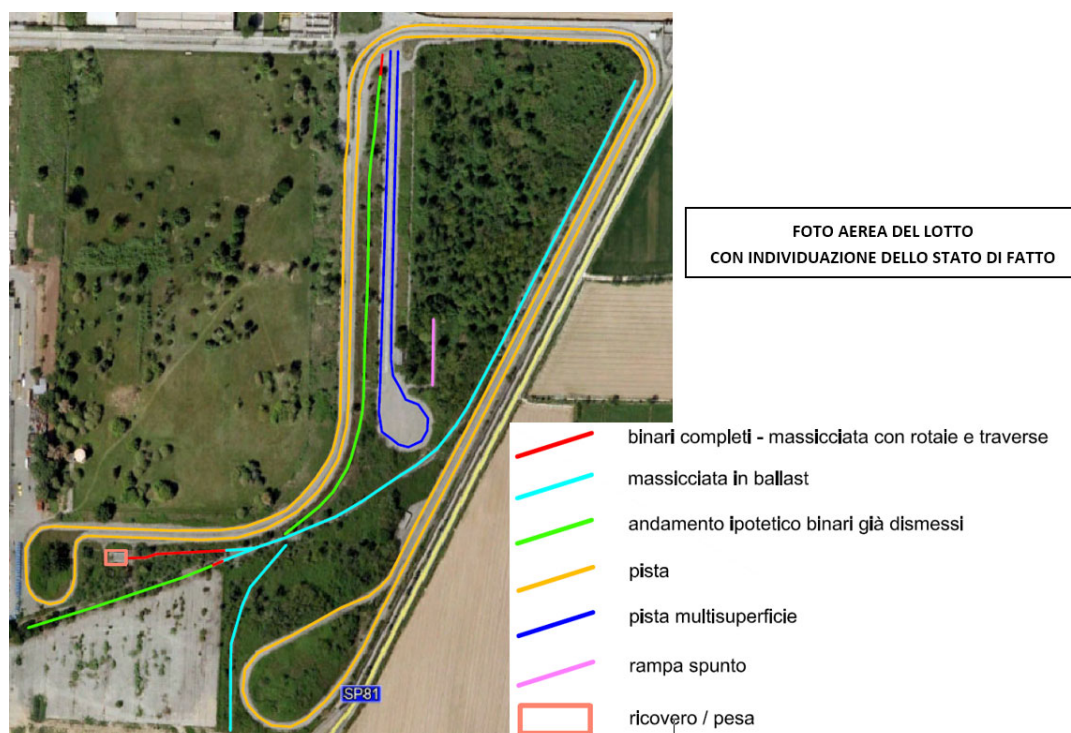 FOTO AEREA DEL LOTTO
CON INDIVIDUAZIONE DELLO STATO DI FATTO
binari completi - massicciata con rotaie e traverse
massicciata in ballast
andamento ipotetico binari già dismessi
pista
pista multisuperficie
rampa spunto
SP81
ricovero / pesa